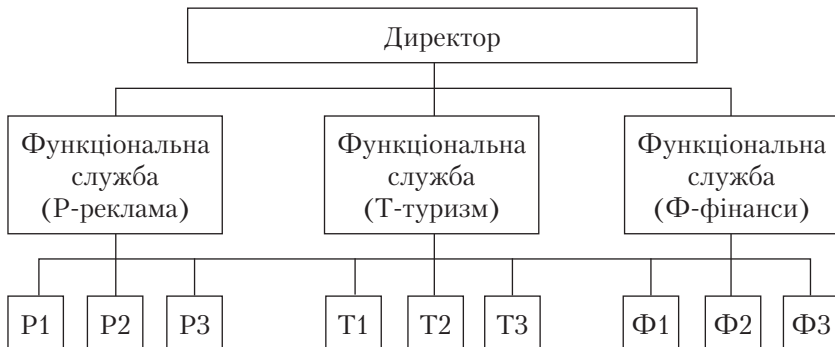 Директор
Функціональна
служба
(Р-реклама)
Функціональна
служба
(Т-туризм)
Функціональна
служба
(Ф-фінанси)
Р1 Р2 Р3 Т1 Т2 Т3 Ф1 Ф2 Ф3